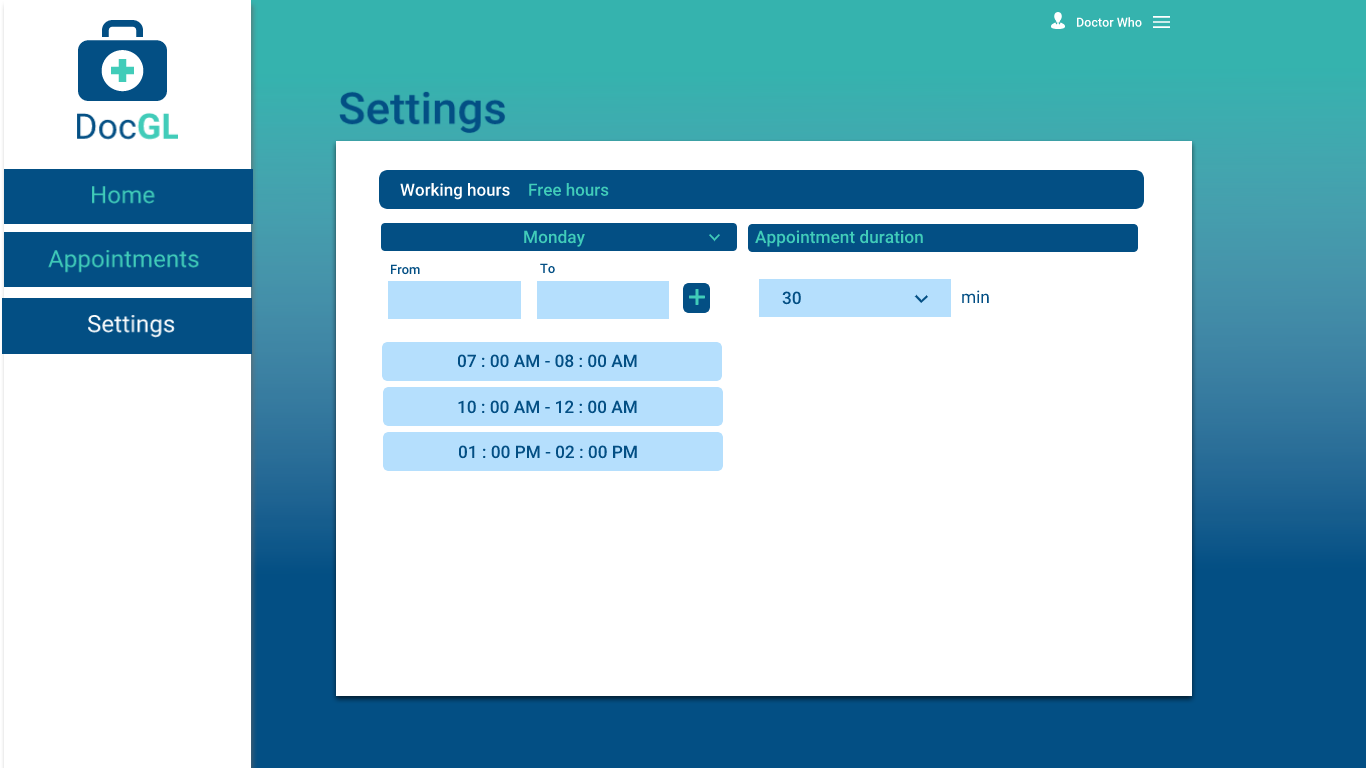 Doctor Who
DocGL
Home
Appointments
Settings
Settings
Working hours Free hours
Monday
Appointment duration
From To
30 min
07 : 00 AM - 08 : 00 AM
10 : 00 AM - 12 : 00 AM
01 : 00 PM - 02 : 00 PM